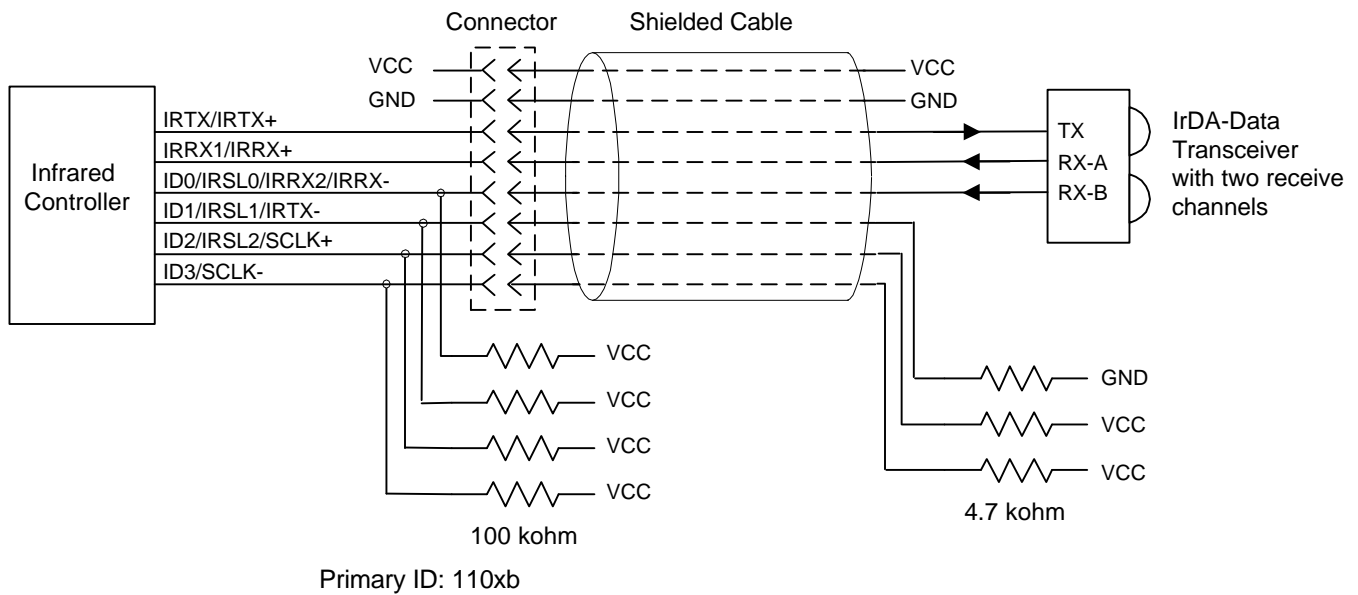 Connector
Shielded Cable
VCC
VCC
GND
GND
Infrared
Controller
IRTX/IRTX+
IRRX1/IRRX+
ID0/IRSL0/IRRX2/IRRX-
ID1/IRSL1/IRTX-
ID2/IRSL2/SCLK+
ID3/SCLK-
TX
RX-A
RX-B
IrDA-Data
Transceiver
with two receive
channels
VCC
VCC
VCC
VCC
100 kohm
GND
VCC
VCC
4.7 kohm
Primary ID: 110xb